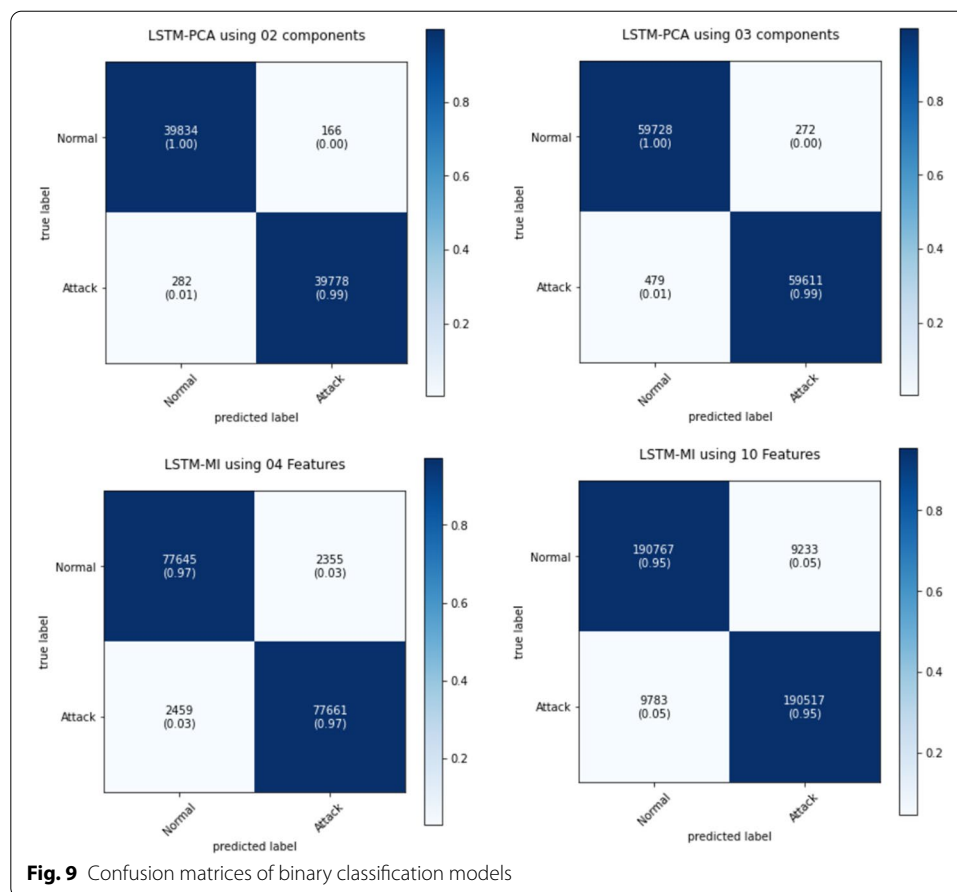 LSTM-PCA using 02 components
Normal
Attack
true label
39834
(1.00)
166
(0.00)
282
(0.01)
39778
(0.99)
Normal
Attack
predicted label
0.8
0.6
0.4
0.2
LSTM-PCA using 03 components
Normal
Attack
true label
59728
(1.00)
272
(0.00)
479
(0.01)
59611
(0.99)
Normal
Attack
predicted label
0.8
0.6
0.4
0.2
LSTM-MI using 04 Features
Normal
Attack
true label
77645
(0.97)
2355
(0.03)
2459
(0.03)
77661
(0.97)
Normal
Attack
predicted label
0.8
0.6
0.4
0.2
LSTM-MI using 10 Features
Normal
Attack
true label
190767
(0.95)
9233
(0.05)
9783
(0.05)
190517
(0.95)
Normal
Attack
predicted label
0.8
0.6
0.4
0.2
Fig. 9 Confusion matrices of binary classification models